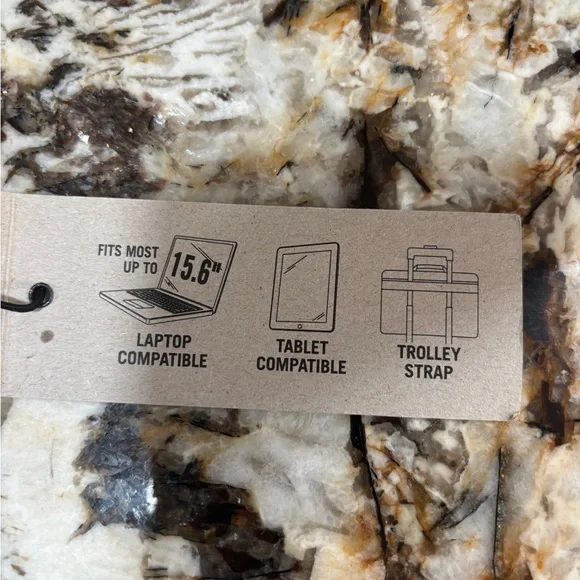 FITS MOST
UP TO
15.6"
LAPTOP
COMPATIBLE
TABLET
COMPATIBLE
TROLLEY
STRAP